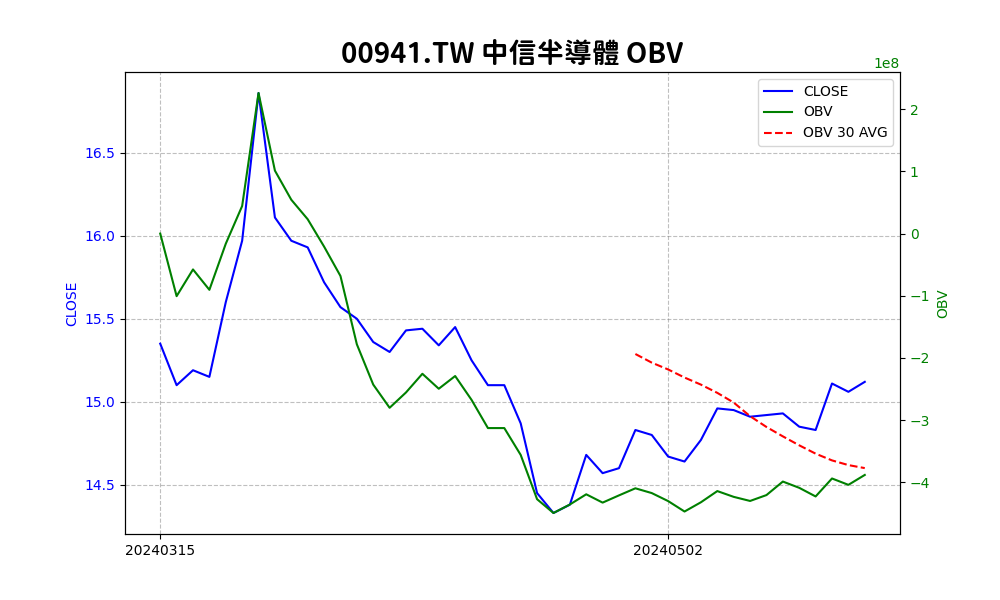 00941.TW 中信半導體 OBV
1e8
CLOSE
OBV
OBV 30 AVG
16.5
16.0
15.5
15.0
14.5
CLOSE
2
1
0
−1
−2
−3
−4
OBV
20240315
20240502